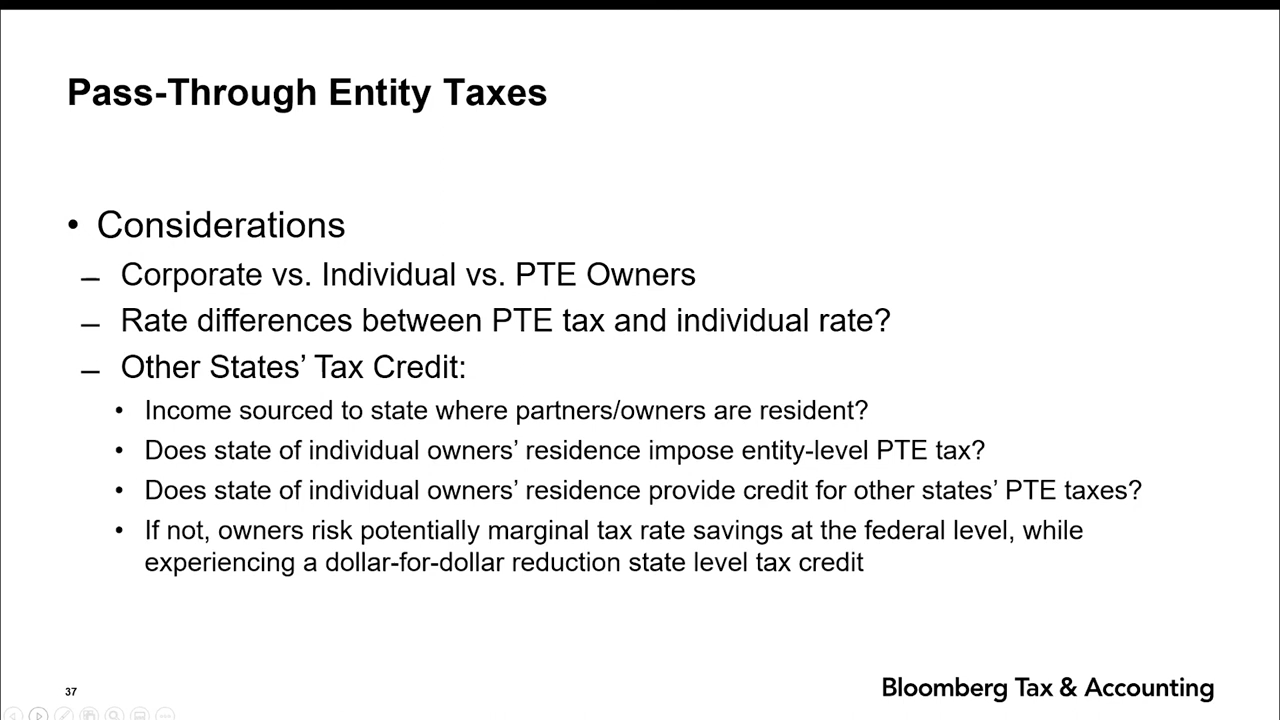 Pass-Through Entity Taxes
• Considerations
– Corporate vs. Individual vs. PTE Owners
– Rate differences between PTE tax and individual rate?
– Other States’ Tax Credit:
• Income sourced to state where partners/owners are resident?
• Does state of individual owners’ residence impose entity-level PTE tax?
• Does state of individual owners’ residence provide credit for other states’ PTE taxes?
• If not, owners risk potentially marginal tax rate savings at the federal level, while
experiencing a dollar-for-dollar reduction state level tax credit
37
Bloomberg Tax & Accounting